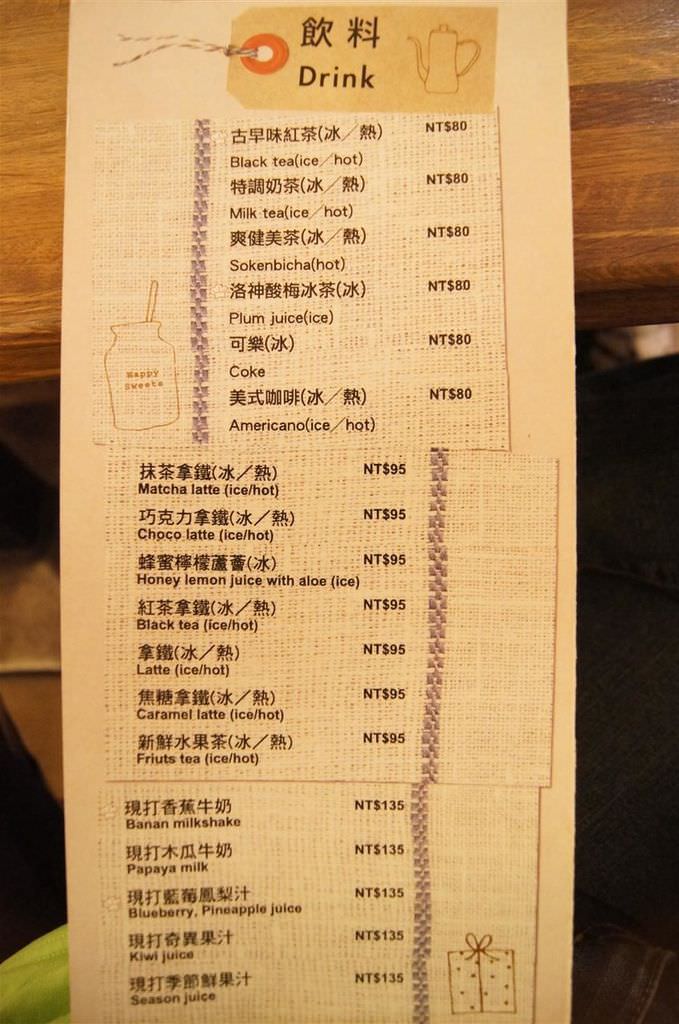 飲料
Drink
古早味紅茶(冰／熱) NT$80
Black tea(ice／hot)
特調奶茶(冰／熱) NT$80
Milk tea(ice／hot)
爽健美茶(冰／熱) NT$80
Sokenbicha(hot)
洛神酸梅冰茶(冰) NT$80
Plum juice(ice)
可樂(冰) NT$80
Coke
美式咖啡(冰／熱) NT$80
Americano(ice／hot)
Happy
Sweets
抹茶拿鐵(冰／熱) NT$95
Matcha latte (ice/hot)
巧克力拿鐵(冰／熱) NT$95
Choco latte (ice/hot)
蜂蜜檸檬蘆薈(冰) NT$95
Honey lemon juice with aloe (ice)
紅茶拿鐵(冰／熱) NT$95
Black tea (ice/hot)
拿鐵(冰／熱) NT$95
Latte (ice/hot)
焦糖拿鐵(冰／熱) NT$95
Caramel latte (ice/hot)
新鮮水果茶(冰／熱) NT$95
Friuts tea (ice/hot)
現打香蕉牛奶 NT$135
Banan milkshake
現打木瓜牛奶 NT$135
Papaya milk
現打藍莓鳳梨汁 NT$135
Blueberry, Pineapple juice
現打奇異果汁 NT$135
Kiwi juice
現打季節鮮果汁 NT$135
Season juice